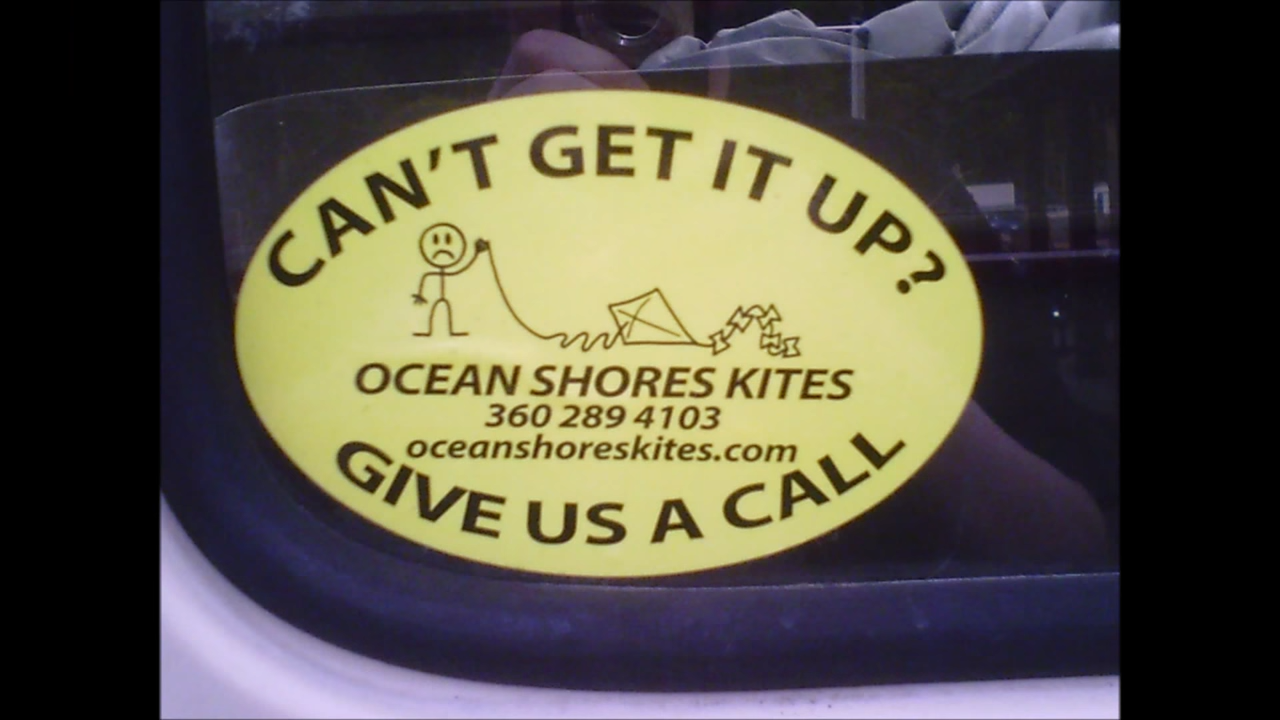 CAN'T GET IT UP?
OCEAN SHORES KITES
360 289 4103
oceanshoreskites.com
GIVE US A CALL